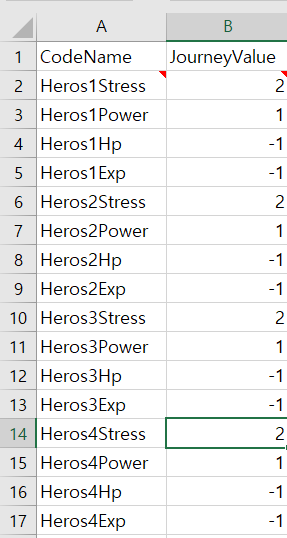 A B
1 CodeName JourneyValue
2 Heros1Stress 2
3 Heros1Power 1
4 Heros1Hp -1
5 Heros1Exp -1
6 Heros2Stress 2
7 Heros2Power 1
8 Heros2Hp -1
9 Heros2Exp -1
10 Heros3Stress 2
11 Heros3Power 1
12 Heros3Hp -1
13 Heros3Exp -1
14 Heros4Stress 2
15 Heros4Power 1
16 Heros4Hp -1
17 Heros4Exp -1